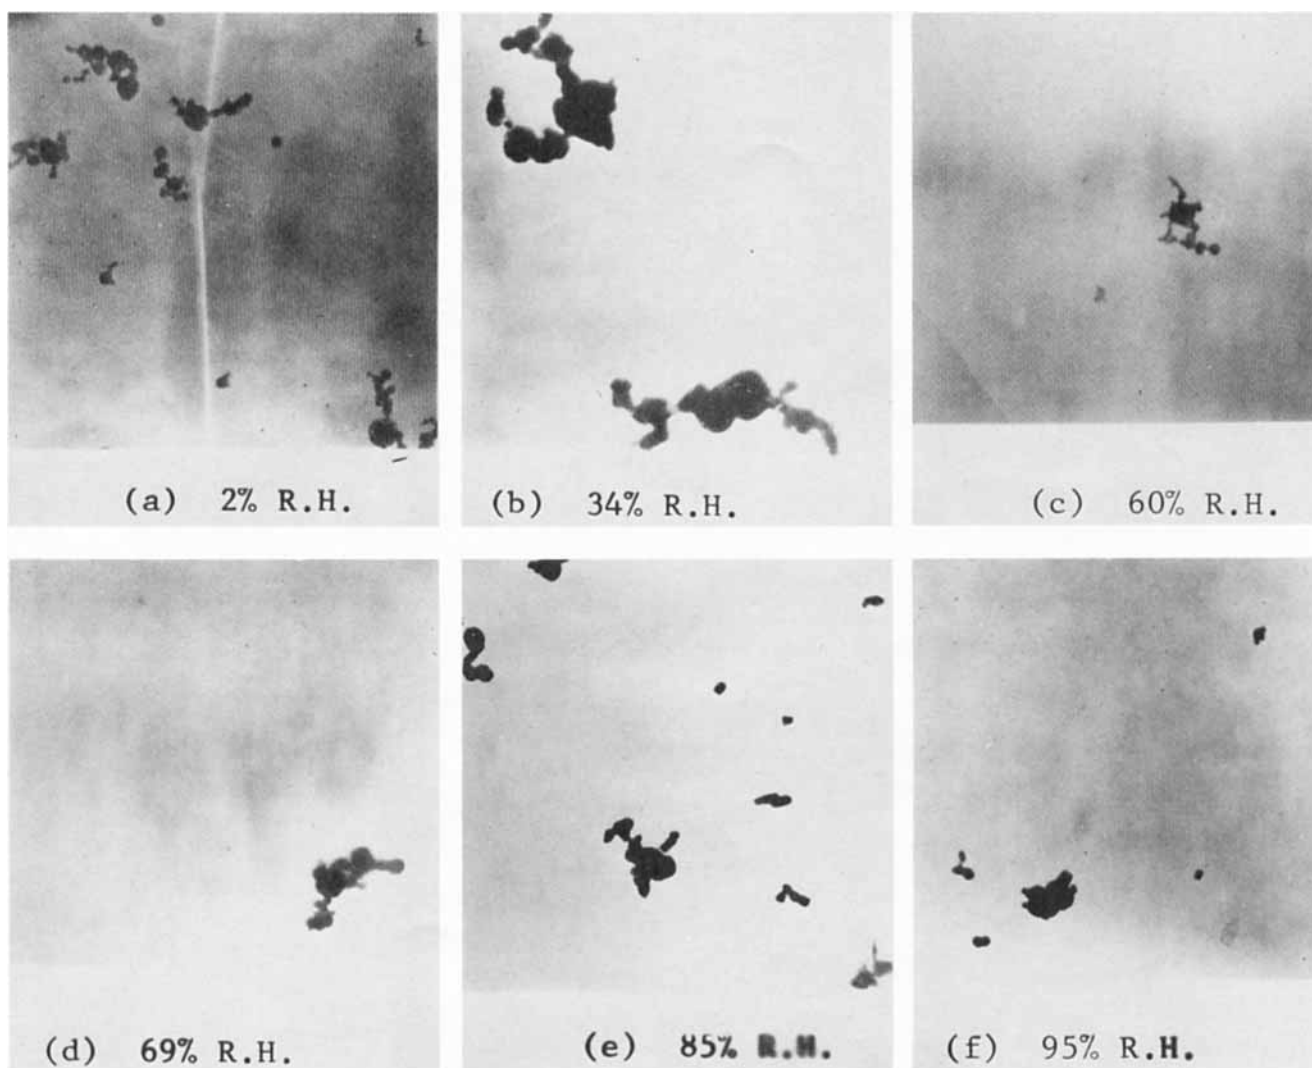 (a) 2% R.H.
(b) 34% R.H.
(c) 60% R.H.
(d) 69% R.H.
(e) 85% R.H.
(f) 95% R.H.